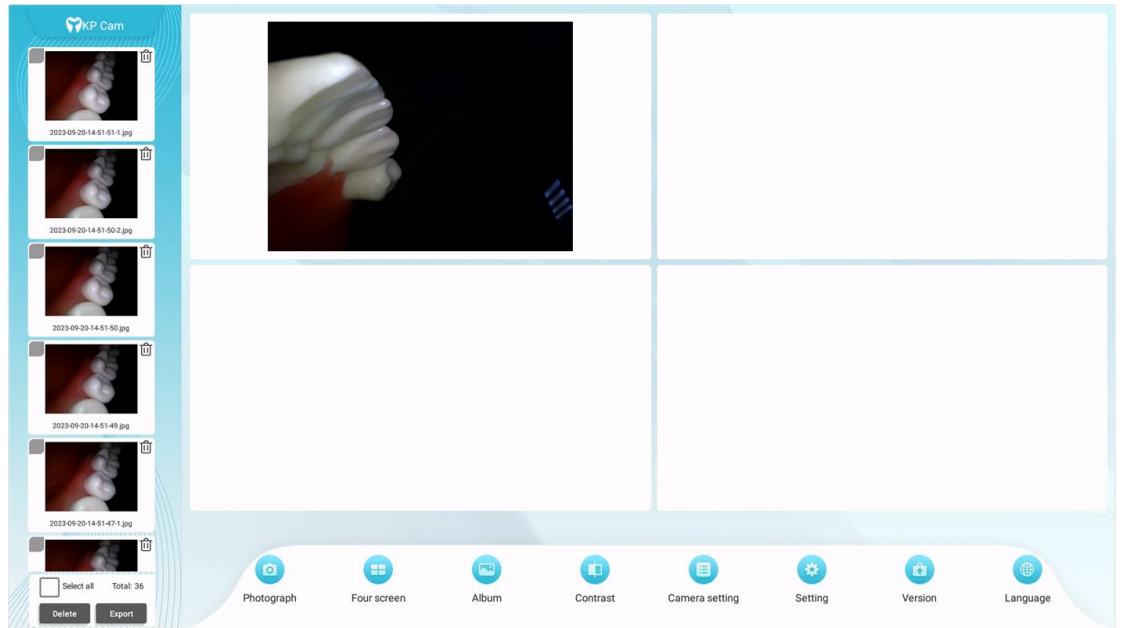 KP Cam
2023-09-20-14-51-51-1.jpg
2023-09-20-14-51-50-2.jpg
2023-09-20-14-51-50.jpg
2023-09-20-14-51-49.jpg
2023-09-20-14-51-47-1.jpg
Select all Total: 36
Delete Export
Photograph Four screen Album Contrast Camera setting Setting Version Language